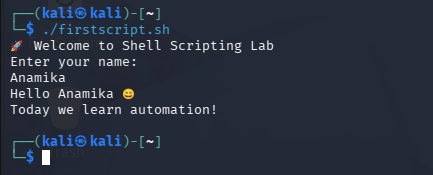 ┌──(kali㉿kali)-[~]
└─$ ./firstscript.sh
🚀 Welcome to Shell Scripting Lab
Enter your name:
Anamika
Hello Anamika 😄
Today we learn automation!
┌──(kali㉿kali)-[~]
└─$